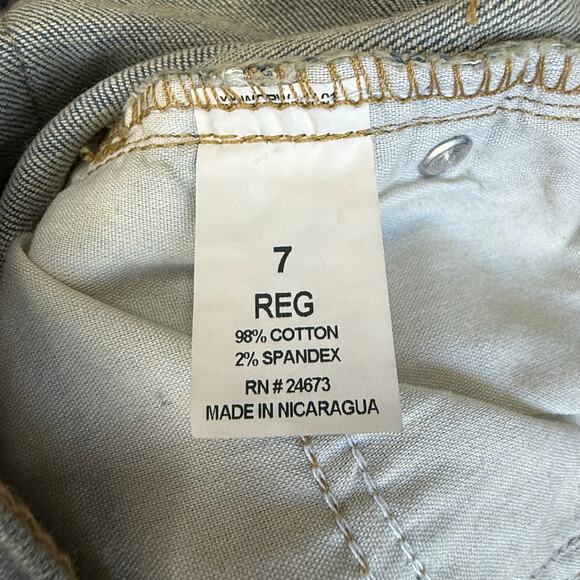 7
REG
98% COTTON
2% SPANDEX
RN # 24673
MADE IN NICARAGUA